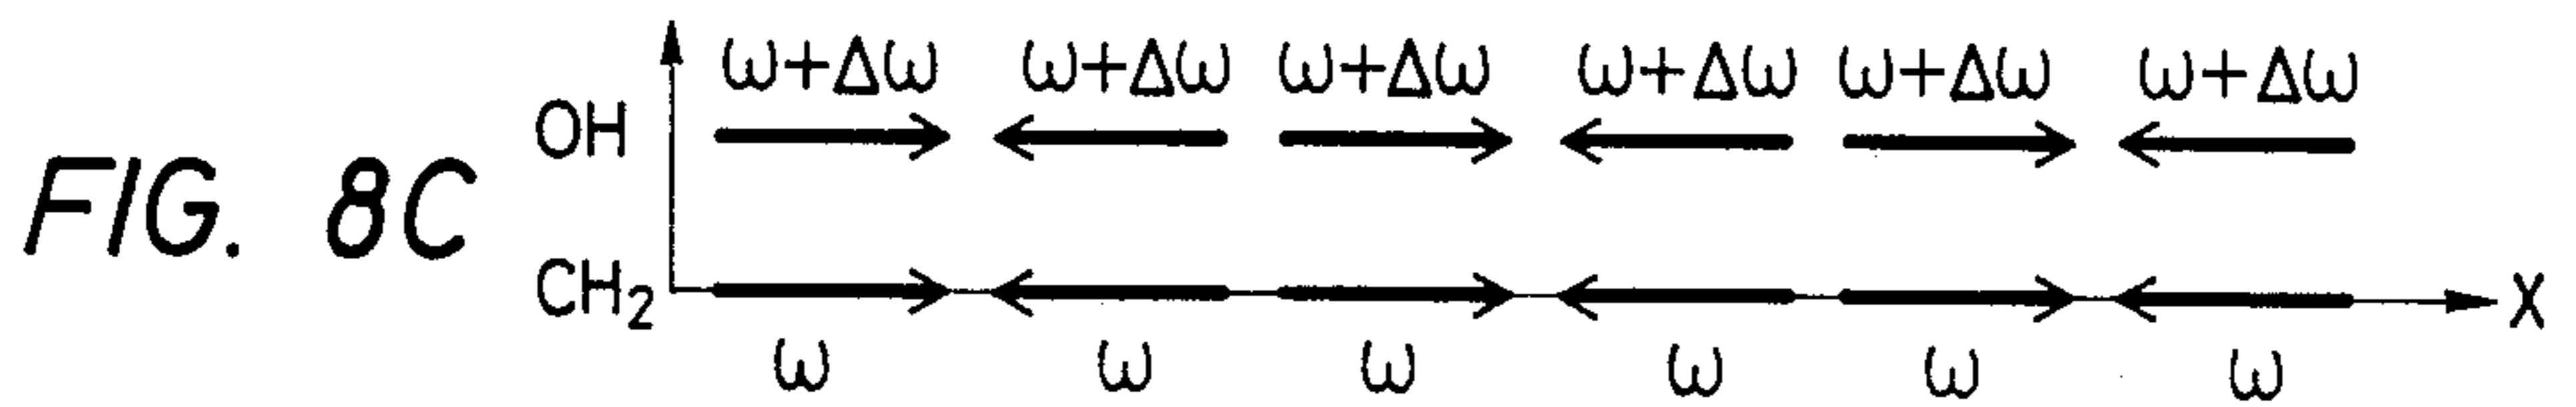 ω+Δω ω+Δω ω+Δω ω+Δω ω+Δω ω+Δω
OH
FIG. 8C
CH₂ X
ω ω ω ω ω ω